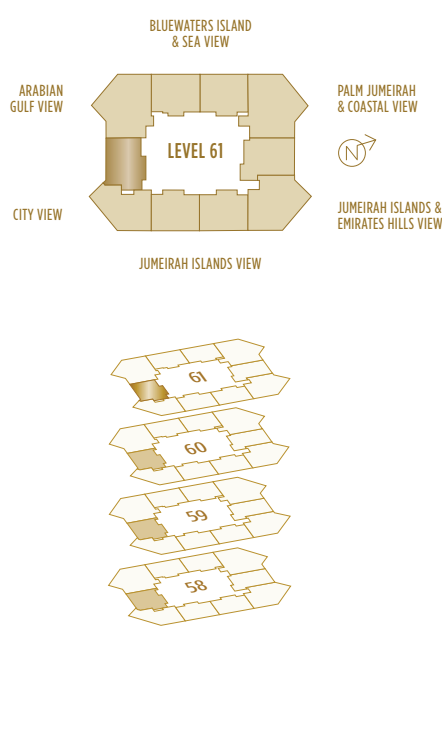 BLUEWATERS ISLAND
& SEA VIEW
ARABIAN
GULF VIEW
PALM JUMEIRAH
& COASTAL VIEW
LEVEL 61
N
CITY VIEW
JUMEIRAH ISLANDS &
EMIRATES HILLS VIEW
JUMEIRAH ISLANDS VIEW
61
60
59
58